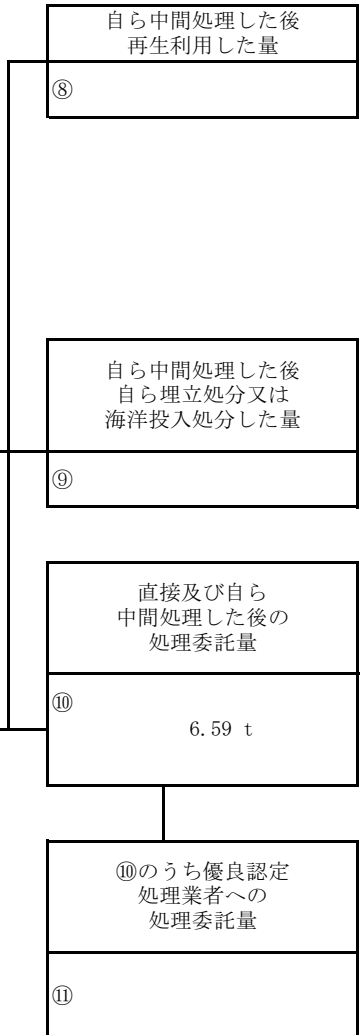 自ら中間処理した後
再生利用した量
⑧
自ら中間処理した後
自ら埋立処分又は
海洋投入処分した量
⑨
直接及び自ら
中間処理した後の
処理委託量
⑩
6.59 t
⑩のうち優良認定
処理業者への
処理委託量
⑪